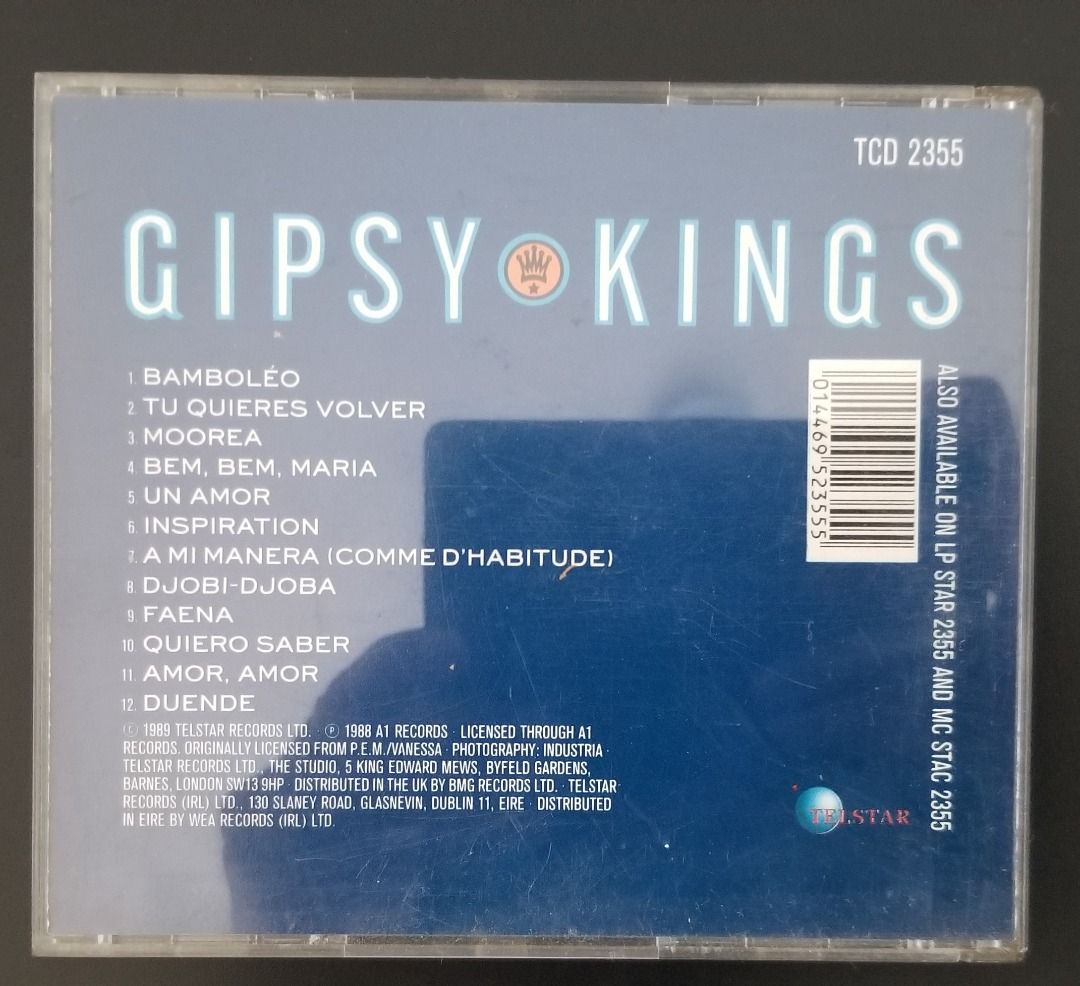 TCD 2355
GIPSY KINGS
1. BAMBOLÉO
2. TU QUIERES VOLVER
3. MOOREA
4. BEM, BEM, MARIA
5. UN AMOR
6. INSPIRATION
7. A MI MANERA (COMME D'HABITUDE)
8. DJOBI-DJOBA
9. FAENA
10. QUIERO SABER
11. AMOR, AMOR
12. DUENDE
Ⓒ 1989 TELSTAR RECORDS LTD. · Ⓟ 1988 A1 RECORDS · LICENSED THROUGH A1
RECORDS. ORIGINALLY LICENSED FROM P.E.M./VANESSA · PHOTOGRAPHY: INDUSTRIA ·
TELSTAR RECORDS LTD., THE STUDIO, 5 KING EDWARD MEWS, BYFELD GARDENS,
BARNES, LONDON SW13 9HP · DISTRIBUTED IN THE UK BY BMG RECORDS LTD. · TELSTAR
RECORDS (IRL) LTD., 130 SLANEY ROAD, GLASNEVIN, DUBLIN 11, EIRE · DISTRIBUTED
IN EIRE BY WEA RECORDS (IRL) LTD.
014469 523555
ALSO AVAILABLE ON LP STAR 2355 AND MC STAC 2355
TELSTAR